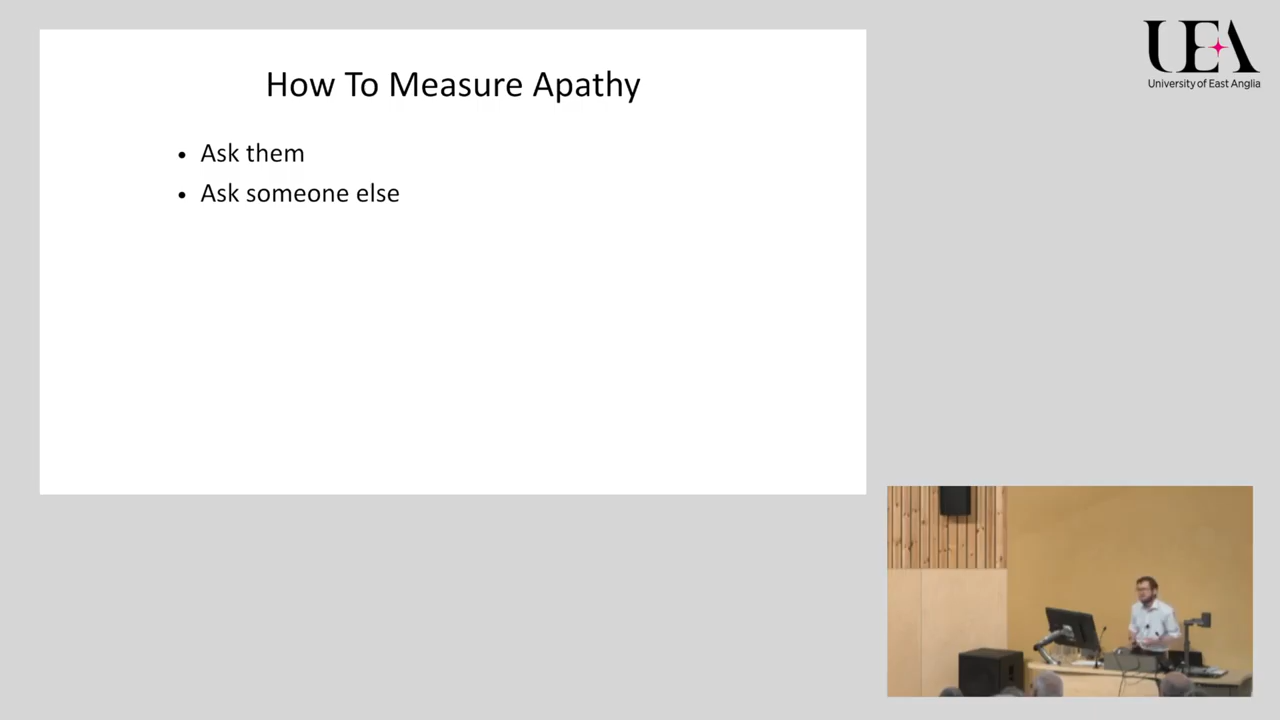 How To Measure Apathy
• Ask them
• Ask someone else
UEA
University of East Anglia